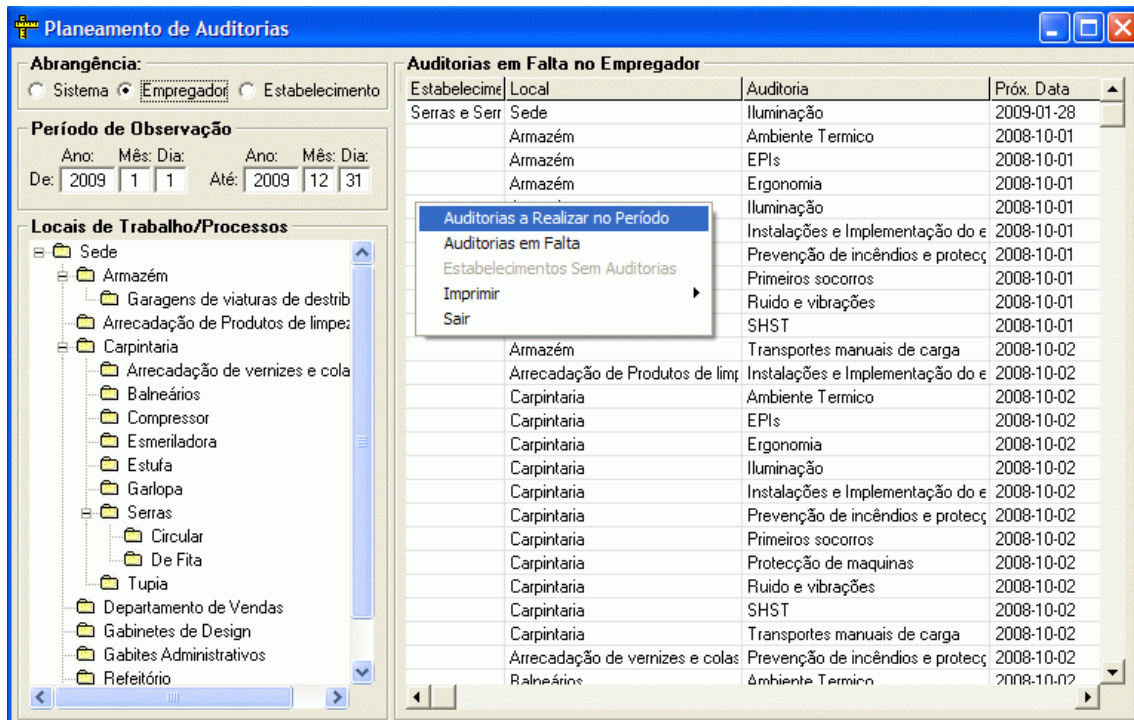 Planeamento de Auditorias
Abrangência:
Sistema Empregador Estabelecimento
Período de Observação
Ano: Mês: Dia: Ano: Mês: Dia:
De: 2009 1 1 Até: 2009 12 31
Locais de Trabalho/Processos
Sede
Armazém
Garagens de viaturas de destrib
Arrecadação de Produtos de limpez
Carpintaria
Arrecadação de vernizes e cola
Balneários
Compressor
Esmeriladora
Estufa
Garlopa
Serras
Circular
De Fita
Tupia
Departamento de Vendas
Gabinetes de Design
Gabites Administrativos
Refeitório
Auditorias em Falta no Empregador
Estabelecime Local Auditoria Próx. Data
Serras e Serr Sede Iluminação 2009-01-28
Armazém Ambiente Termico 2008-10-01
Armazém EPIs 2008-10-01
Armazém Ergonomia 2008-10-01
Iluminação 2008-10-01
Instalações e Implementação do e 2008-10-01
Prevenção de incêndios e protecç 2008-10-01
Primeiros socorros 2008-10-01
Ruido e vibrações 2008-10-01
SHST 2008-10-01
Armazém Transportes manuais de carga 2008-10-02
Arrecadação de Produtos de limp Instalações e Implementação do e 2008-10-02
Carpintaria Ambiente Termico 2008-10-02
Carpintaria EPIs 2008-10-02
Carpintaria Ergonomia 2008-10-02
Carpintaria Iluminação 2008-10-02
Carpintaria Instalações e Implementação do e 2008-10-02
Carpintaria Prevenção de incêndios e protecç 2008-10-02
Carpintaria Primeiros socorros 2008-10-02
Carpintaria Protecção de maquinas 2008-10-02
Carpintaria Ruido e vibrações 2008-10-02
Carpintaria SHST 2008-10-02
Carpintaria Transportes manuais de carga 2008-10-02
Arrecadação de vernizes e colas Prevenção de incêndios e protecç 2008-10-02
Balneários Ambiente Termico 2008-10-02
Auditorias a Realizar no Período
Auditorias em Falta
Estabelecimentos Sem Auditorias
Imprimir
Sair